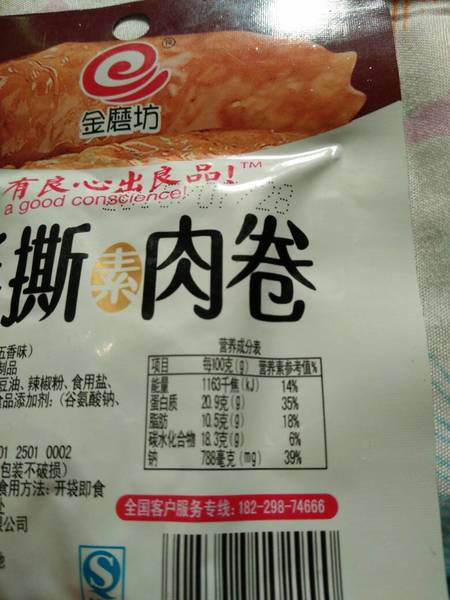 金磨坊®
有良心出良品!™
a good conscience!
撕素肉卷
五香味)
制品
豆油、辣椒粉、食用盐、
食品添加剂:(谷氨酸钠、
01 2501 0002
包装不破损)
食用方法:开袋即食
处
限公司
地
营养成分表
项目 每100克(g) 营养素参考值%
能量 1163千焦(kJ) 14%
蛋白质 20.9克(g) 35%
脂肪 10.5克(g) 18%
碳水化合物 18.3克(g) 6%
钠 788毫克(mg) 39%
全国客户服务专线:182-298-74666